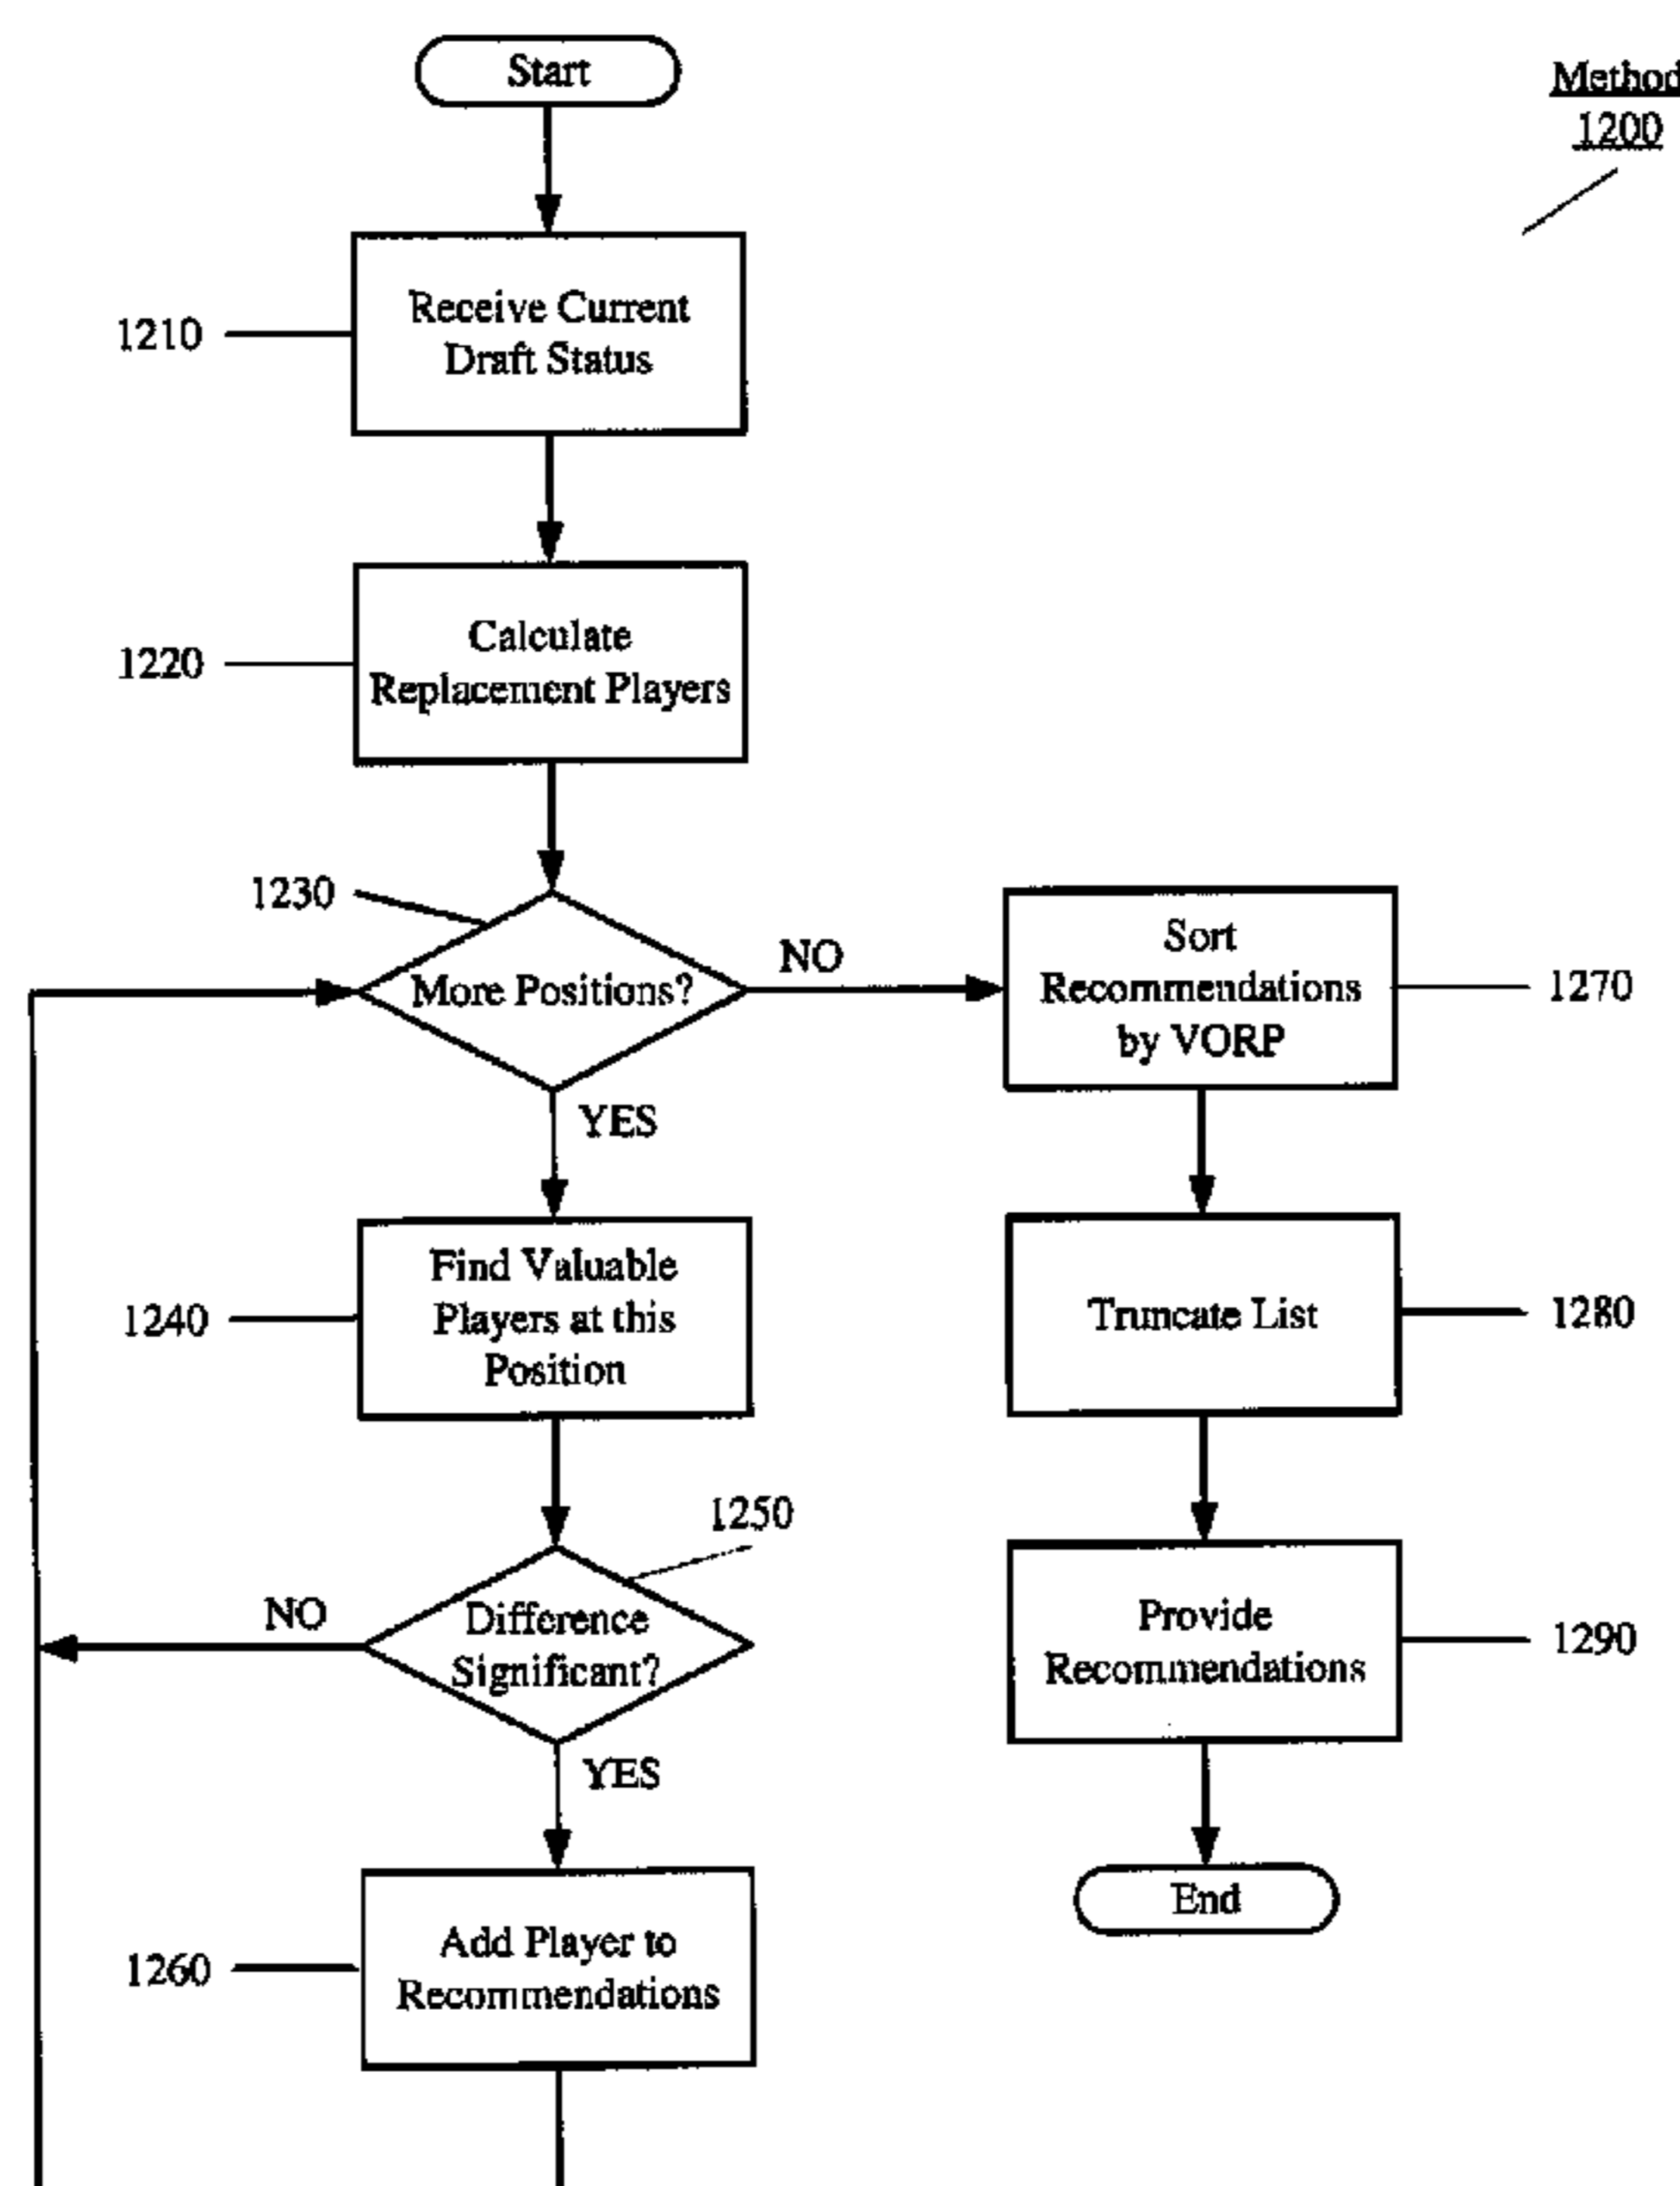 Start
Method
1200
Receive Current
Draft Status
1210
Calculate
Replacement Players
1220
1230
More Positions?
NO
YES
Sort
Recommendations
by VORP
1270
Find Valuable
Players at this
Position
1240
Truncate List
1280
1250
Difference
Significant?
NO
YES
Provide
Recommendations
1290
Add Player to
Recommendations
1260
End